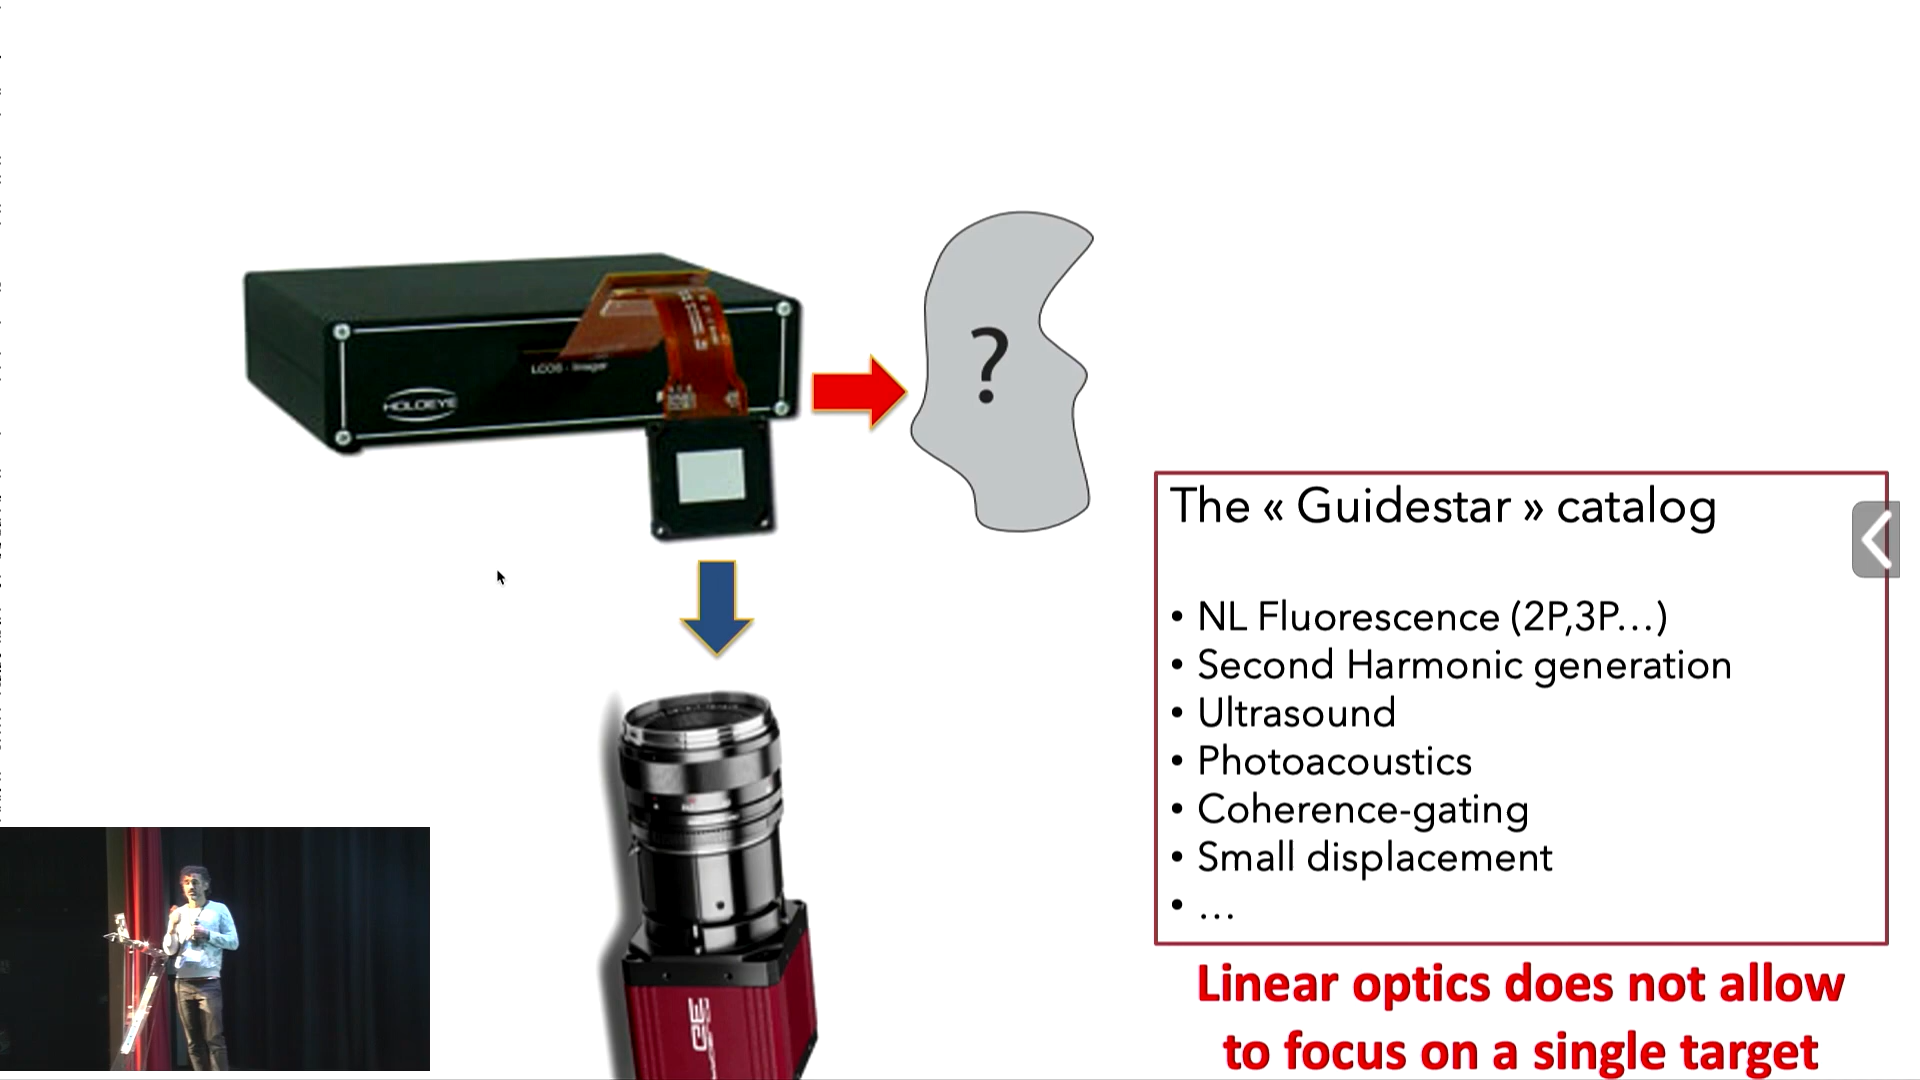 LCOS - Imager
HOLOEYE
?
The « Guidestar » catalog
• NL Fluorescence (2P,3P...)
• Second Harmonic generation
• Ultrasound
• Photoacoustics
• Coherence-gating
• Small displacement
• ...
Linear optics does not allow
to focus on a single target